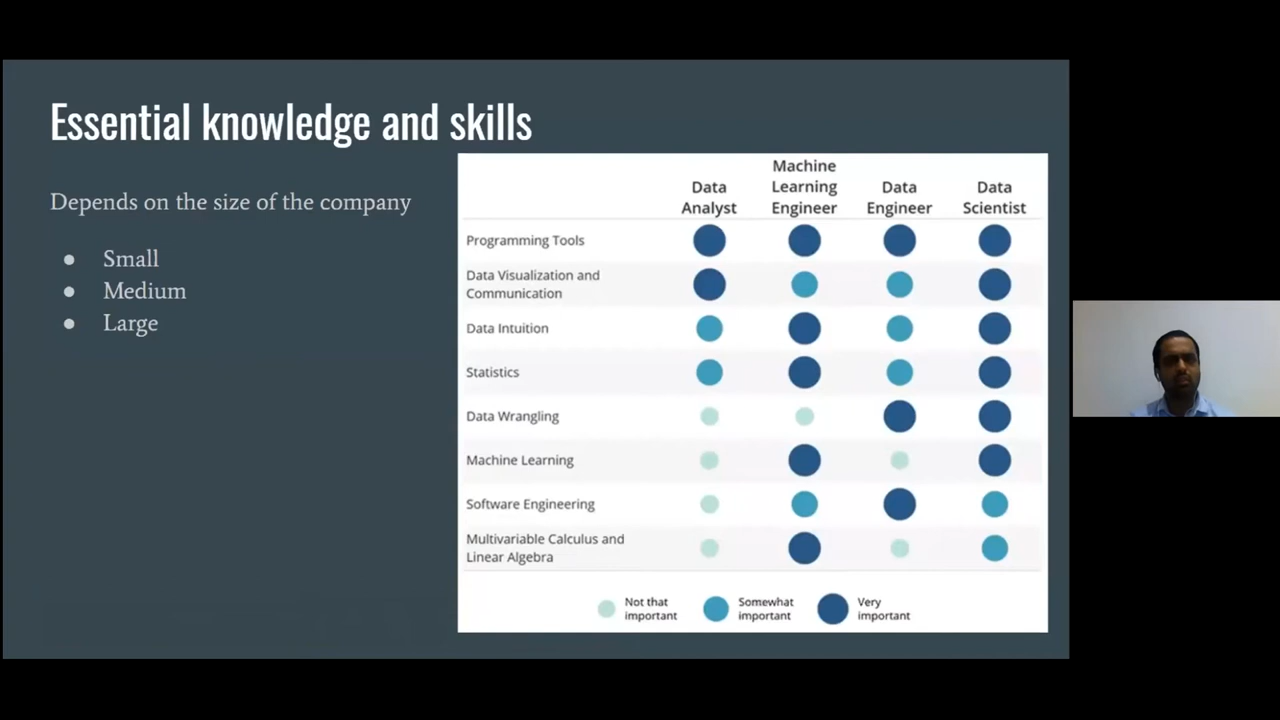 Essential knowledge and skills
Depends on the size of the company
● Small
● Medium
● Large
Data
Analyst
Machine
Learning
Engineer
Data
Engineer
Data
Scientist
Programming Tools
Data Visualization and
Communication
Data Intuition
Statistics
Data Wrangling
Machine Learning
Software Engineering
Multivariable Calculus and
Linear Algebra
Not that
important
Somewhat
important
Very
important